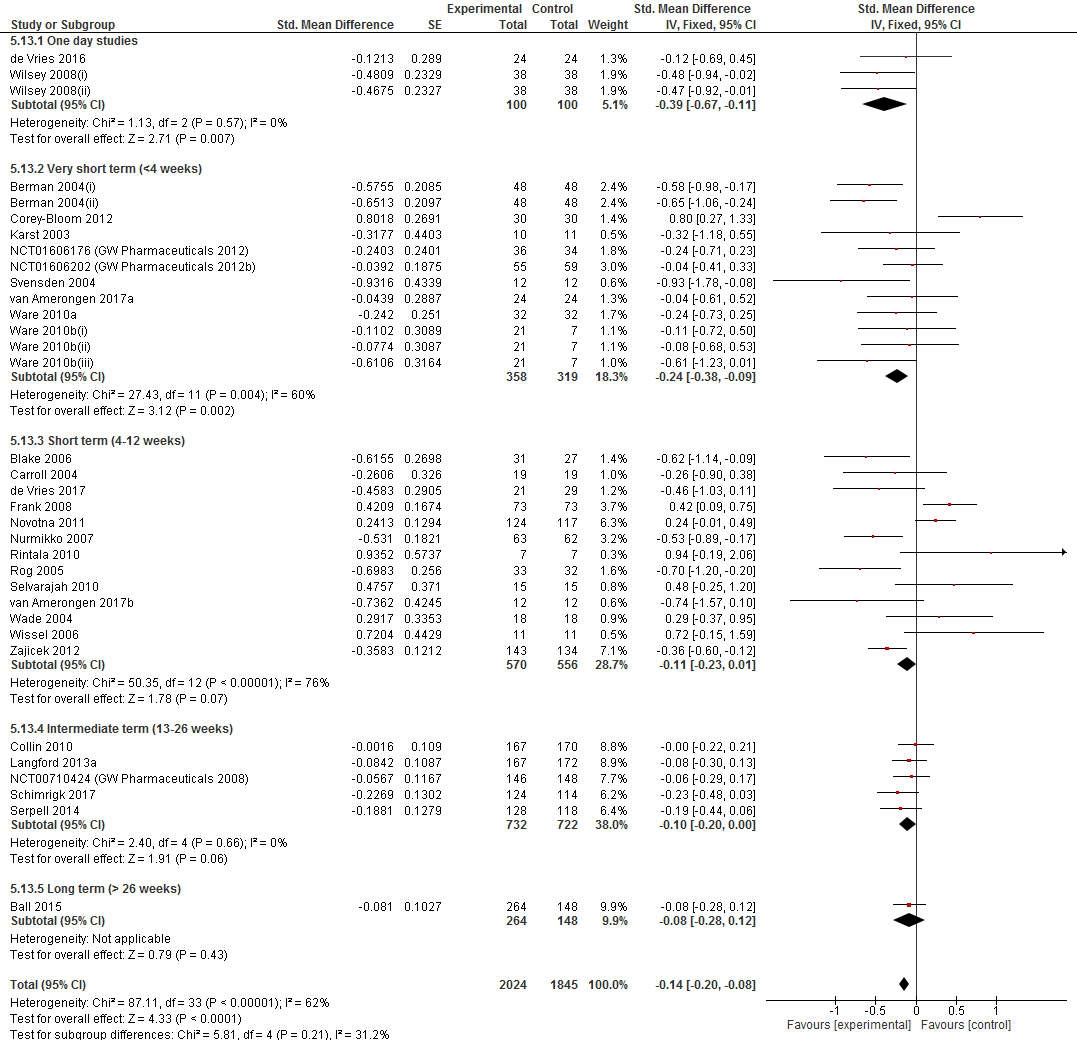 Experimental Control Std. Mean Difference Std. Mean Difference
Study or Subgroup Std. Mean Difference SE Total Total Weight IV, Fixed, 95% CI IV, Fixed, 95% CI
5.13.1 One day studies
de Vries 2016 -0.1213 0.289 24 24 1.3% -0.12 [-0.69, 0.45]
Wilsey 2008(i) -0.4809 0.2329 38 38 1.9% -0.48 [-0.94, -0.02]
Wilsey 2008(ii) -0.4675 0.2327 38 38 1.9% -0.47 [-0.92, -0.01]
Subtotal (95% CI) 100 100 5.1% -0.39 [-0.67, -0.11]
Heterogeneity: Chi² = 1.13, df = 2 (P = 0.57); I² = 0%
Test for overall effect: Z = 2.71 (P = 0.007)
5.13.2 Very short term (<4 weeks)
Berman 2004(i) -0.5755 0.2085 48 48 2.4% -0.58 [-0.98, -0.17]
Berman 2004(ii) -0.6513 0.2097 48 48 2.4% -0.65 [-1.06, -0.24]
Corey-Bloom 2012 0.8018 0.2691 30 30 1.4% 0.80 [0.27, 1.33]
Karst 2003 -0.3177 0.4403 10 11 0.5% -0.32 [-1.18, 0.55]
NCT01606176 (GW Pharmaceuticals 2012) -0.2403 0.2401 36 34 1.8% -0.24 [-0.71, 0.23]
NCT01606202 (GW Pharmaceuticals 2012b) -0.0392 0.1875 55 59 3.0% -0.04 [-0.41, 0.33]
Svensden 2004 -0.9316 0.4339 12 12 0.6% -0.93 [-1.78, -0.08]
van Amerongen 2017a -0.0439 0.2887 24 24 1.3% -0.04 [-0.61, 0.52]
Ware 2010a -0.242 0.251 32 32 1.7% -0.24 [-0.73, 0.25]
Ware 2010b(i) -0.1102 0.3089 21 7 1.1% -0.11 [-0.72, 0.50]
Ware 2010b(ii) -0.0774 0.3087 21 7 1.1% -0.08 [-0.68, 0.53]
Ware 2010b(iii) -0.6106 0.3164 21 7 1.0% -0.61 [-1.23, 0.01]
Subtotal (95% CI) 358 319 18.3% -0.24 [-0.38, -0.09]
Heterogeneity: Chi² = 27.43, df = 11 (P = 0.004); I² = 60%
Test for overall effect: Z = 3.12 (P = 0.002)
5.13.3 Short term (4-12 weeks)
Blake 2006 -0.6155 0.2698 31 27 1.4% -0.62 [-1.14, -0.09]
Carroll 2004 -0.2606 0.326 19 19 1.0% -0.26 [-0.90, 0.38]
de Vries 2017 -0.4583 0.2905 21 29 1.2% -0.46 [-1.03, 0.11]
Frank 2008 0.4209 0.1674 73 73 3.7% 0.42 [0.09, 0.75]
Novotna 2011 0.2413 0.1294 124 117 6.3% 0.24 [-0.01, 0.49]
Nurmikko 2007 -0.531 0.1821 63 62 3.2% -0.53 [-0.89, -0.17]
Rintala 2010 0.9352 0.5737 7 7 0.3% 0.94 [-0.19, 2.06]
Rog 2005 -0.6983 0.256 33 32 1.6% -0.70 [-1.20, -0.20]
Selvarajah 2010 0.4757 0.371 15 15 0.8% 0.48 [-0.25, 1.20]
van Amerongen 2017b -0.7362 0.4245 12 12 0.6% -0.74 [-1.57, 0.10]
Wade 2004 0.2917 0.3353 18 18 0.9% 0.29 [-0.37, 0.95]
Wissel 2006 0.7204 0.4429 11 11 0.5% 0.72 [-0.15, 1.59]
Zajicek 2012 -0.3583 0.1212 143 134 7.1% -0.36 [-0.60, -0.12]
Subtotal (95% CI) 570 556 28.7% -0.11 [-0.23, 0.01]
Heterogeneity: Chi² = 50.35, df = 12 (P < 0.00001); I² = 76%
Test for overall effect: Z = 1.78 (P = 0.07)
5.13.4 Intermediate term (13-26 weeks)
Collin 2010 -0.0016 0.109 167 170 8.8% -0.00 [-0.22, 0.21]
Langford 2013a -0.0842 0.1087 167 172 8.9% -0.08 [-0.30, 0.13]
NCT00710424 (GW Pharmaceuticals 2008) -0.0567 0.1167 146 148 7.7% -0.06 [-0.29, 0.17]
Schimrigk 2017 -0.2269 0.1302 124 114 6.2% -0.23 [-0.48, 0.03]
Serpell 2014 -0.1881 0.1279 128 118 6.4% -0.19 [-0.44, 0.06]
Subtotal (95% CI) 732 722 38.0% -0.10 [-0.20, 0.00]
Heterogeneity: Chi² = 2.40, df = 4 (P = 0.66); I² = 0%
Test for overall effect: Z = 1.91 (P = 0.06)
5.13.5 Long term (> 26 weeks)
Ball 2015 -0.081 0.1027 264 148 9.9% -0.08 [-0.28, 0.12]
Subtotal (95% CI) 264 148 9.9% -0.08 [-0.28, 0.12]
Heterogeneity: Not applicable
Test for overall effect: Z = 0.79 (P = 0.43)
Total (95% CI) 2024 1845 100.0% -0.14 [-0.20, -0.08]
Heterogeneity: Chi² = 87.11, df = 33 (P < 0.00001); I² = 62%
Test for overall effect: Z = 4.33 (P < 0.0001)
Test for subgroup differences: Chi² = 5.81, df = 4 (P = 0.21), I² = 31.2%
-1 -0.5 0 0.5 1
Favours [experimental] Favours [control]